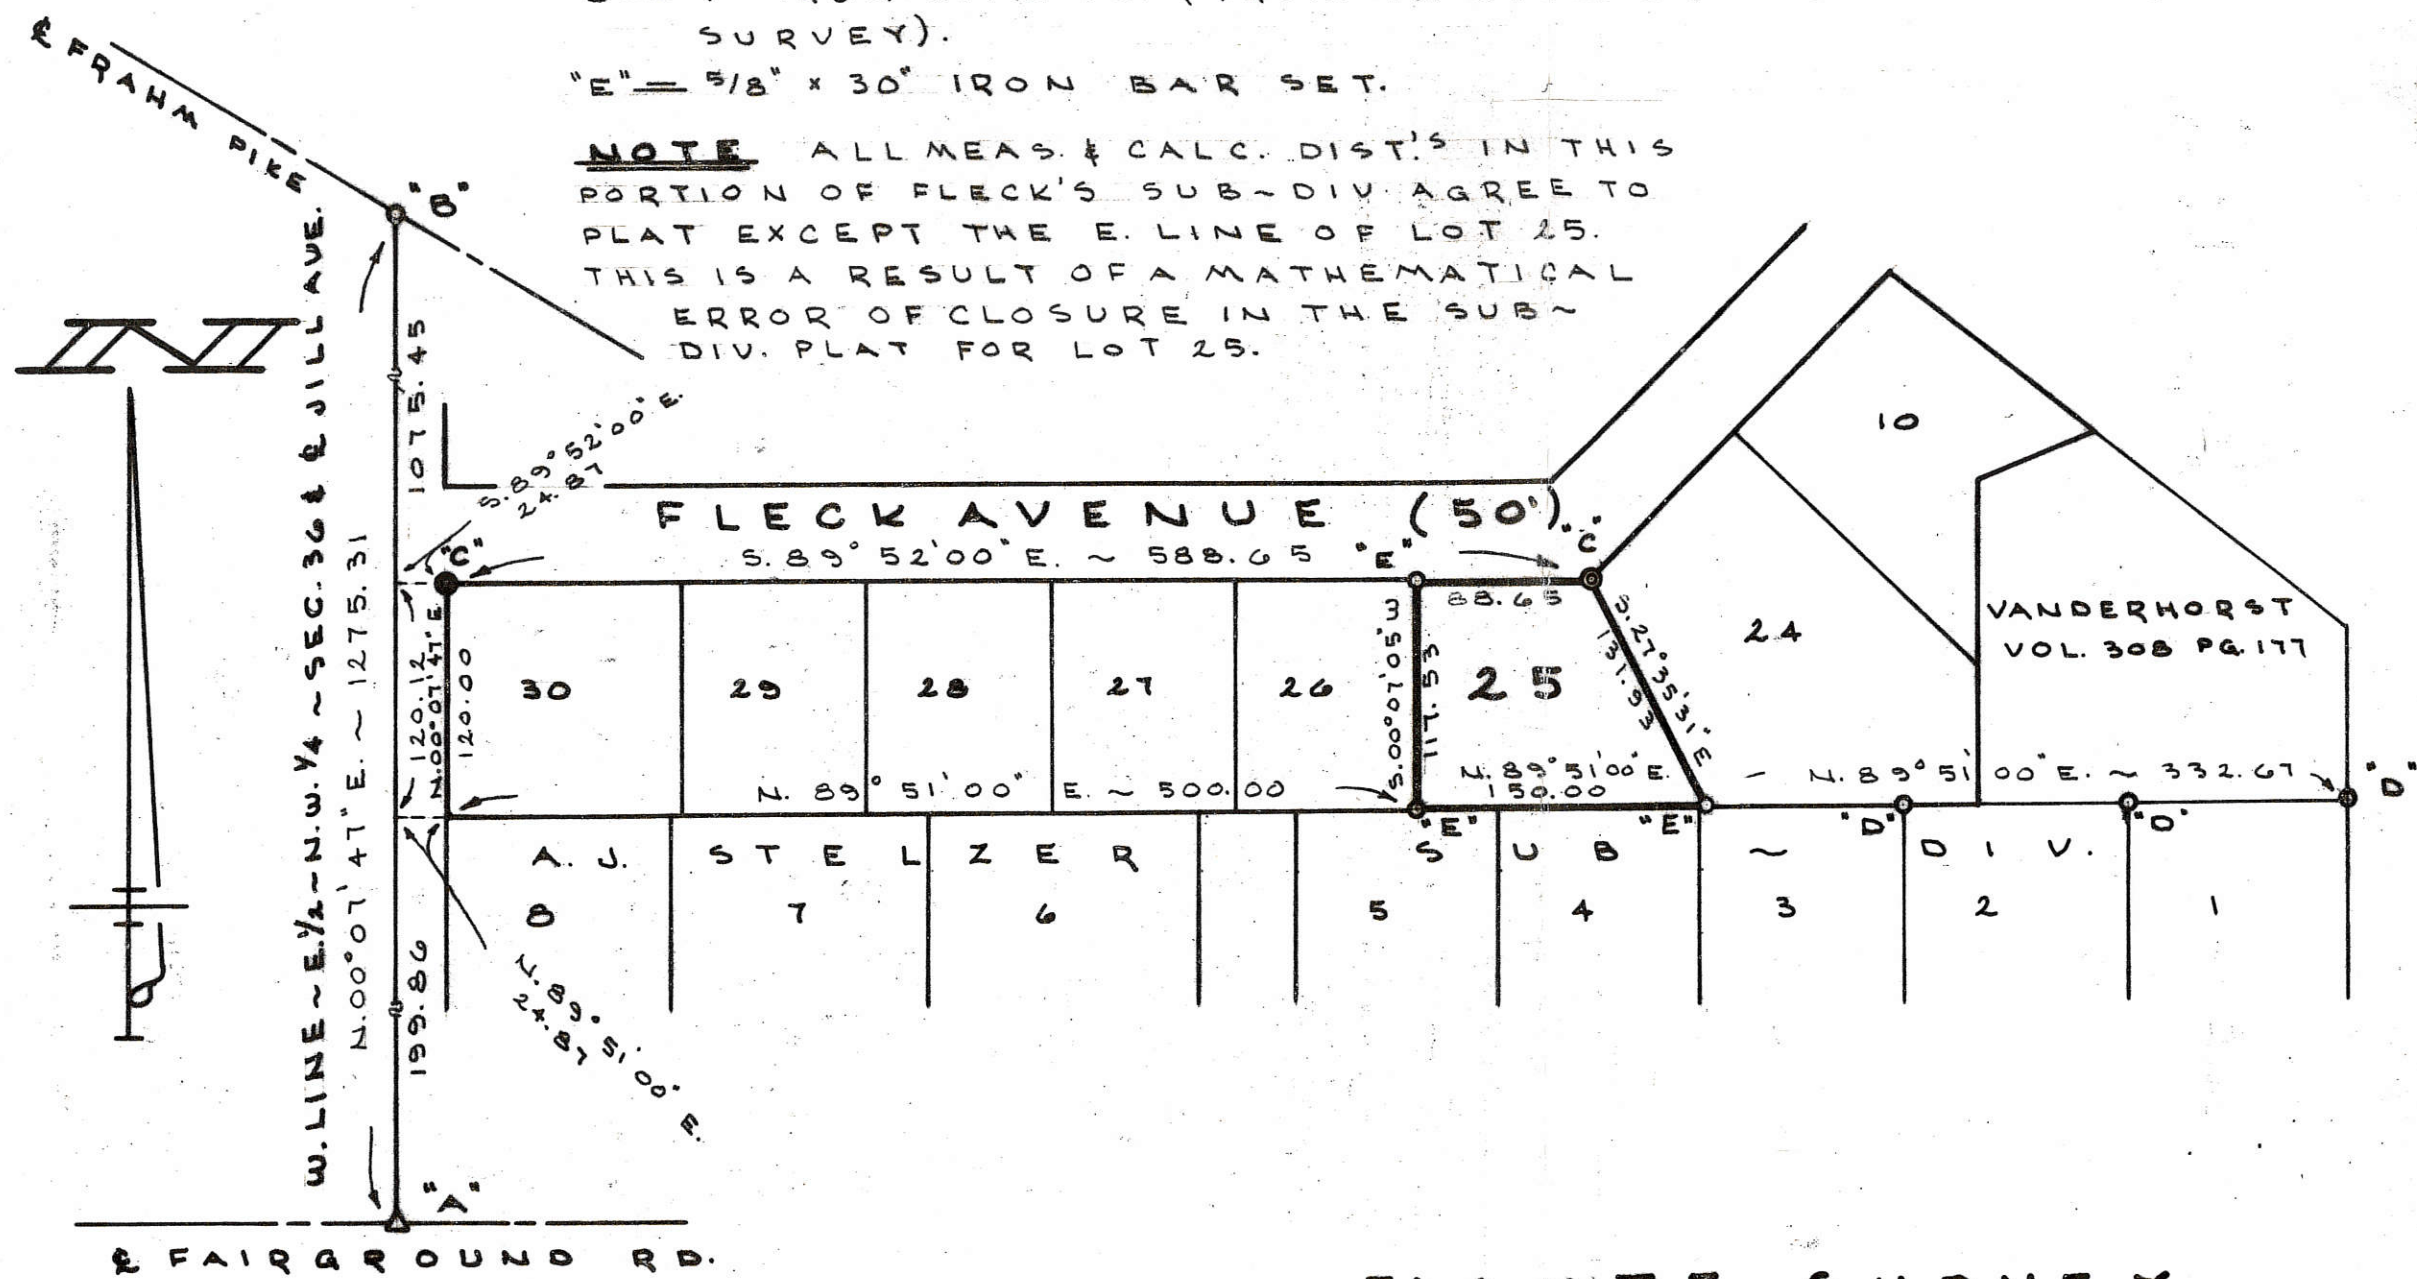 SURVEY).
"E" = 5/8" x 30" IRON BAR SET.
NOTE ALL MEAS. & CALC. DIST.'S IN THIS
PORTION OF FLECK'S SUB~DIV. AGREE TO
PLAT EXCEPT THE E. LINE OF LOT 25.
THIS IS A RESULT OF A MATHEMATICAL
ERROR OF CLOSURE IN THE SUB~
DIV. PLAT FOR LOT 25.
℄ FRAHM PIKE
"B"
W. LINE ~ E. 1/2 ~ N.W. 1/4 ~ SEC. 36 & ℄ JILL AVE.
N.00°07'47" E. ~ 1275.31
1075.45
S.89°52'00" E.
24.87
FLECK AVENUE (50')
"C"
S.89°52'00" E. ~ 588.65
"E"
"C"
88.65
120.12
N.00°07'47" E
120.00
30
29
28
27
26
S.00°07'05 W
117.53
25
S.27°35'31" E
131.93
24
10
VANDERHORST
VOL. 308 PG. 177
N. 89° 51' 00" E. ~ 500.00
N. 89° 51' 00" E.
150.00
N. 89° 51' 00" E. ~ 332.67
"D"
"E"
"E"
"D"
"D"
A. J. STELZER SUB ~ DIV.
8
7
6
5
4
3
2
1
199.86
N.89°51'00" E.
24.87
"A"
℄ FAIRGROUND RD.